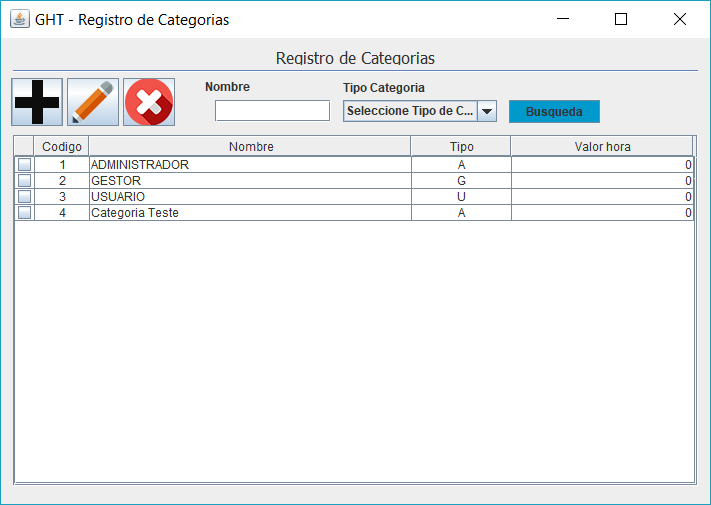 GHT - Registro de Categorias
Registro de Categorias
Nombre
Tipo Categoria
Seleccione Tipo de C...
Busqueda
Codigo Nombre Tipo Valor hora
1 ADMINISTRADOR A 0
2 GESTOR G 0
3 USUARIO U 0
4 Categoria Teste A 0